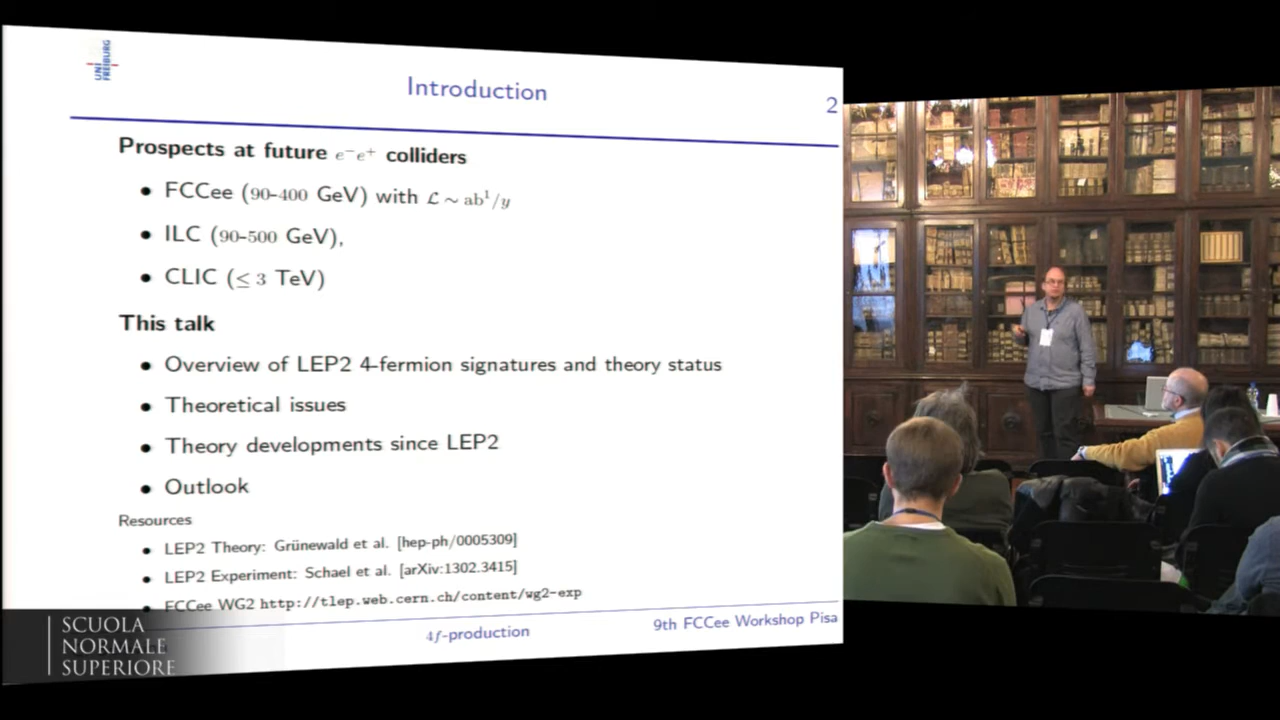 UNI
FREIBURG
Introduction
2
Prospects at future e⁻e⁺ colliders
• FCCee (90-400 GeV) with ℒ ∼ ab¹/y
• ILC (90-500 GeV),
• CLIC (≤ 3 TeV)
This talk
• Overview of LEP2 4-fermion signatures and theory status
• Theoretical issues
• Theory developments since LEP2
• Outlook
Resources
• LEP2 Theory: Grünewald et al. [hep-ph/0005309]
• LEP2 Experiment: Schael et al. [arXiv:1302.3415]
• FCCee WG2 http://tlep.web.cern.ch/content/wg2-exp
4f-production
9th FCCee Workshop Pisa
SCUOLA
NORMALE
SUPERIORE